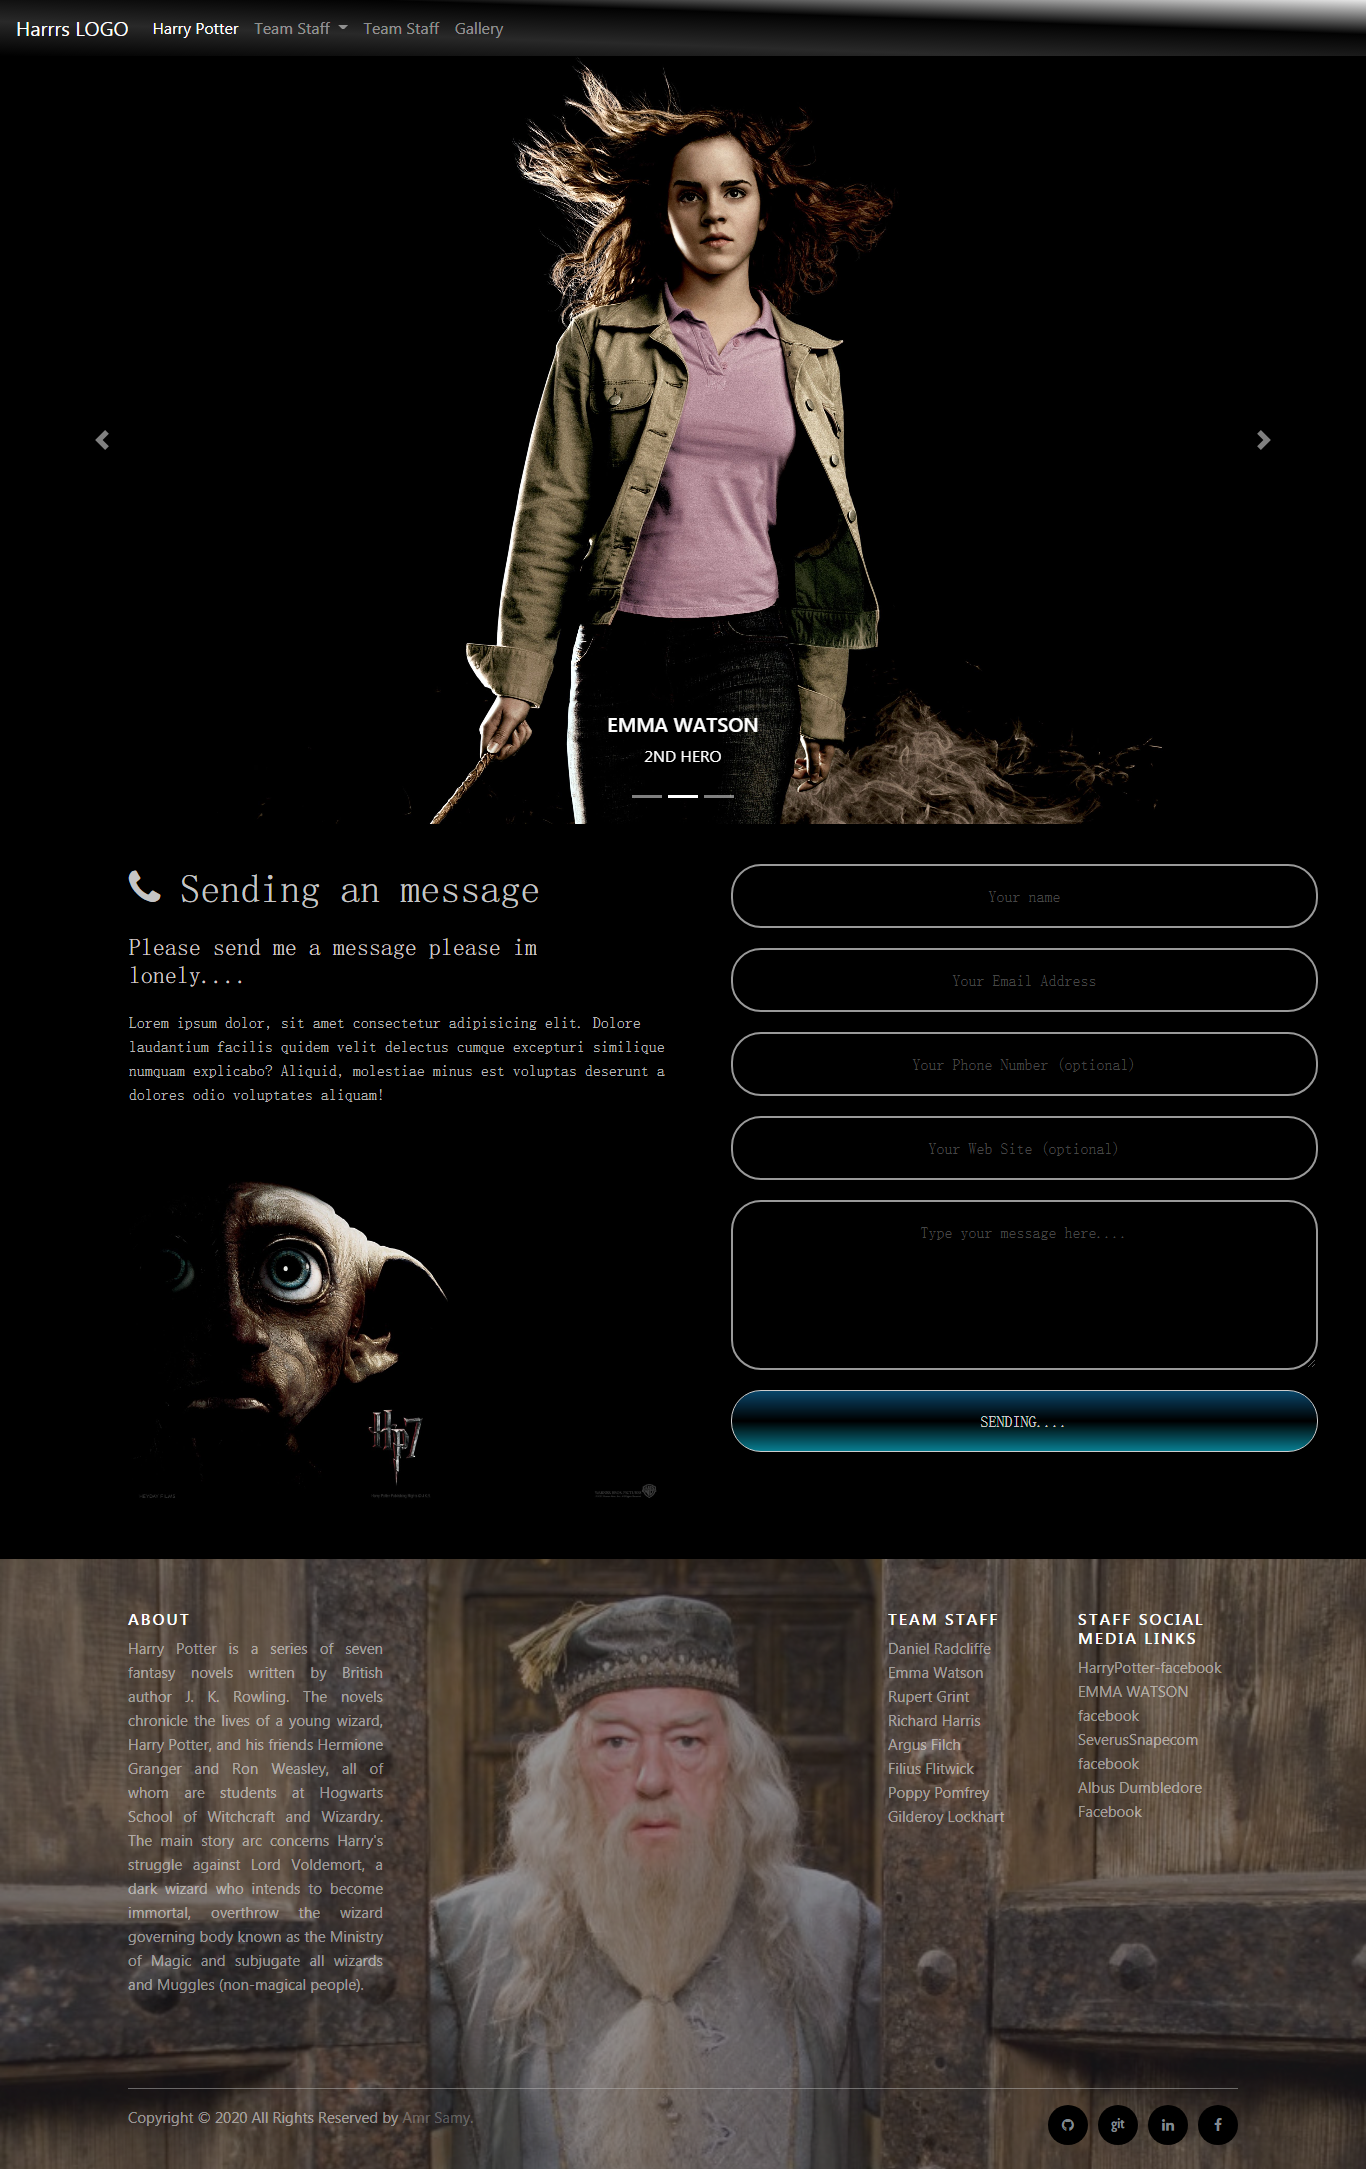 Harrrs LOGO Harry Potter Team Staff Team Staff Gallery
EMMA WATSON
2ND HERO
Sending an message
Please send me a message please im
lonely....
Lorem ipsum dolor, sit amet consectetur adipisicing elit. Dolore
laudantium facilis quidem velit delectus cumque excepturi similique
numquam explicabo? Aliquid, molestiae minus est voluptas deserunt a
dolores odio voluptates aliquam!
HP7
Your name
Your Email Address
Your Phone Number (optional)
Your Web Site (optional)
Type your message here....
SENDING....
ABOUT
Harry Potter is a series of seven
fantasy novels written by British
author J. K. Rowling. The novels
chronicle the lives of a young wizard,
Harry Potter, and his friends Hermione
Granger and Ron Weasley, all of
whom are students at Hogwarts
School of Witchcraft and Wizardry.
The main story arc concerns Harry's
struggle against Lord Voldemort, a
dark wizard who intends to become
immortal, overthrow the wizard
governing body known as the Ministry
of Magic and subjugate all wizards
and Muggles (non-magical people).
TEAM STAFF
Daniel Radcliffe
Emma Watson
Rupert Grint
Richard Harris
Argus Filch
Filius Flitwick
Poppy Pomfrey
Gilderoy Lockhart
STAFF SOCIAL
MEDIA LINKS
HarryPotter-facebook
EMMA WATSON
facebook
SeverusSnapecom
facebook
Albus Dumbledore
Facebook
Copyright © 2020 All Rights Reserved by Amr Samy.
git in f